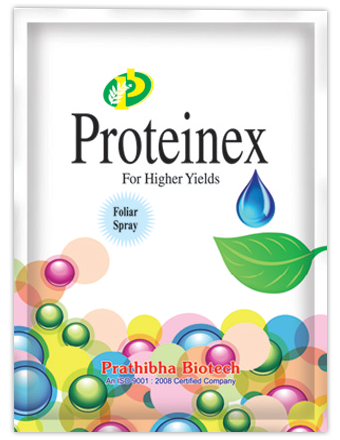 Proteinex
For Higher Yields
Foliar
Spray
Prathibha Biotech
An ISO 9001 : 2008 Certified Company